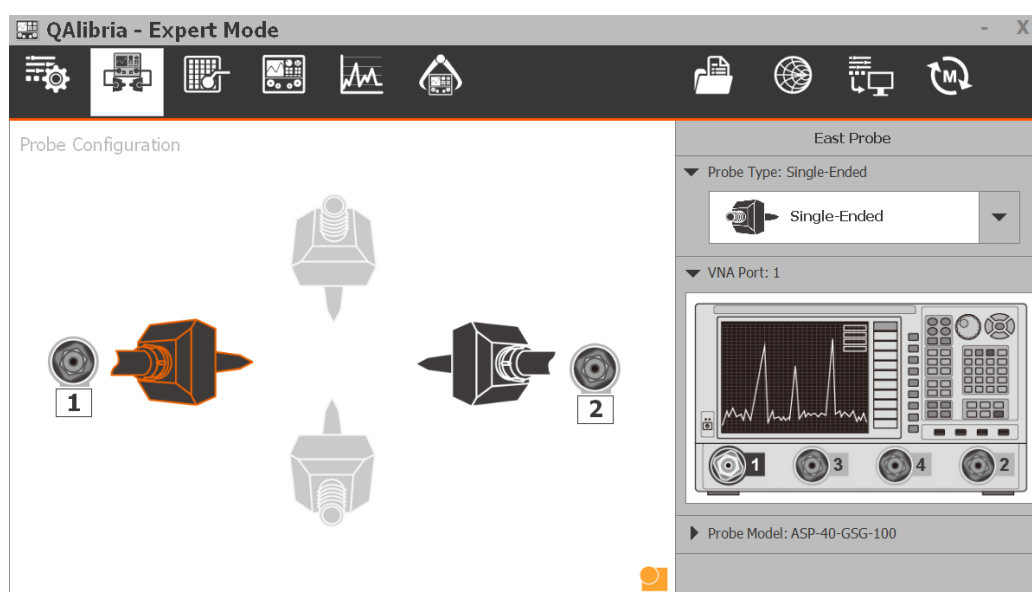 QAlibria - Expert Mode
- X
M
Probe Configuration
East Probe
Probe Type: Single-Ended
Single-Ended
VNA Port: 1
1
2
1 3 4 2
Probe Model: ASP-40-GSG-100